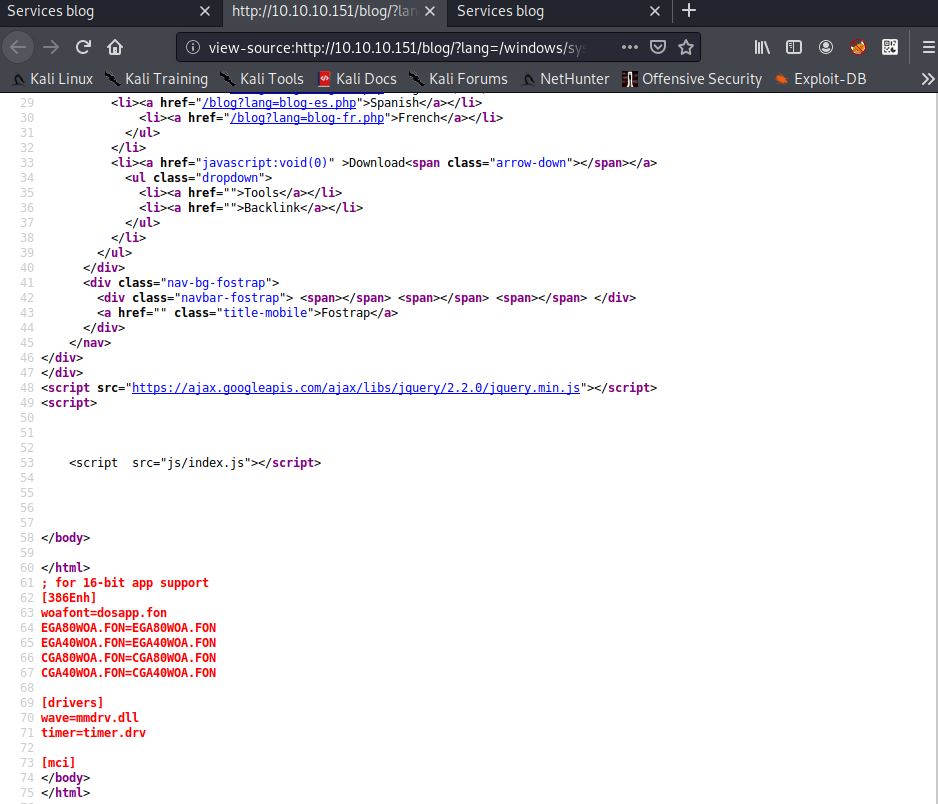 Services blog
http://10.10.10.151/blog/?lan
Services blog
view-source:http://10.10.10.151/blog/?lang=/windows/sys
Kali Linux Kali Training Kali Tools Kali Docs Kali Forums NetHunter Offensive Security Exploit-DB
29 <li><a href="/blog?lang=blog-es.php">Spanish</a></li>
30 <li><a href="/blog?lang=blog-fr.php">French</a></li>
31 </ul>
32 </li>
33 <li><a href="javascript:void(0)" >Download<span class="arrow-down"></span></a>
34 <ul class="dropdown">
35 <li><a href="">Tools</a></li>
36 <li><a href="">Backlink</a></li>
37 </ul>
38 </li>
39 </ul>
40 </div>
41 <div class="nav-bg-fostrap">
42 <div class="navbar-fostrap"> <span></span> <span></span> <span></span> </div>
43 <a href="" class="title-mobile">Fostrap</a>
44 </div>
45 </nav>
46 </div>
47 </div>
48 <script src="https://ajax.googleapis.com/ajax/libs/jquery/2.2.0/jquery.min.js"></script>
49 <script>
50
51
52
53 <script  src="js/index.js"></script>
54
55
56
57
58 </body>
59
60 </html>
61 ; for 16-bit app support
62 [386Enh]
63 woafont=dosapp.fon
64 EGA80WOA.FON=EGA80WOA.FON
65 EGA40WOA.FON=EGA40WOA.FON
66 CGA80WOA.FON=CGA80WOA.FON
67 CGA40WOA.FON=CGA40WOA.FON
68
69 [drivers]
70 wave=mmdrv.dll
71 timer=timer.drv
72
73 [mci]
74 </body>
75 </html>